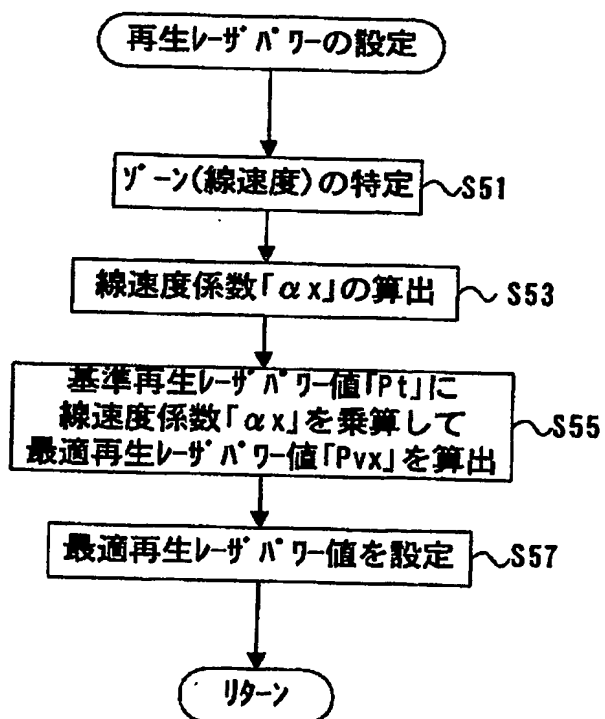 再生ﾚｰｻﾞﾊﾟﾜｰの設定
ｿﾞｰﾝ(線速度)の特定
S51
線速度係数｢αx｣の算出
S53
基準再生ﾚｰｻﾞﾊﾟﾜｰ値｢Pt｣に
線速度係数｢αx｣を乗算して
最適再生ﾚｰｻﾞﾊﾟﾜｰ値｢Pvx｣を算出
S55
最適再生ﾚｰｻﾞﾊﾟﾜｰ値を設定
S57
ﾘﾀｰﾝ